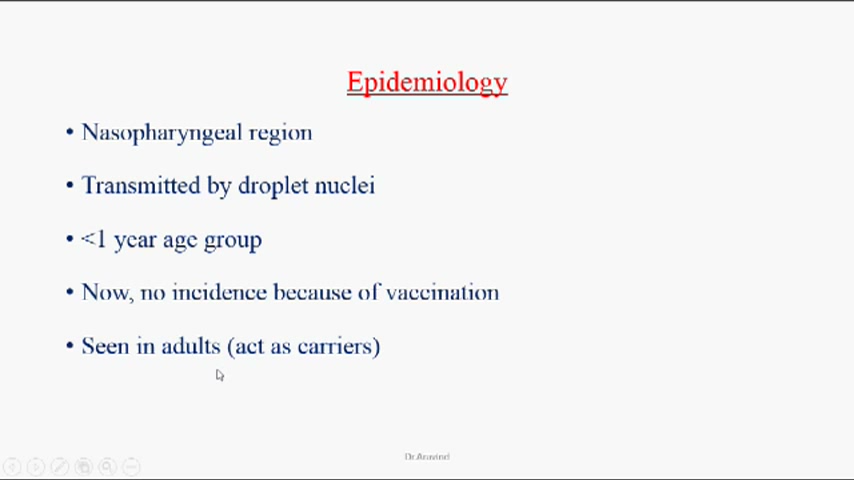 Epidemiology
• Nasopharyngeal region
• Transmitted by droplet nuclei
• <1 year age group
• Now, no incidence because of vaccination
• Seen in adults (act as carriers)
Dr.Aravind